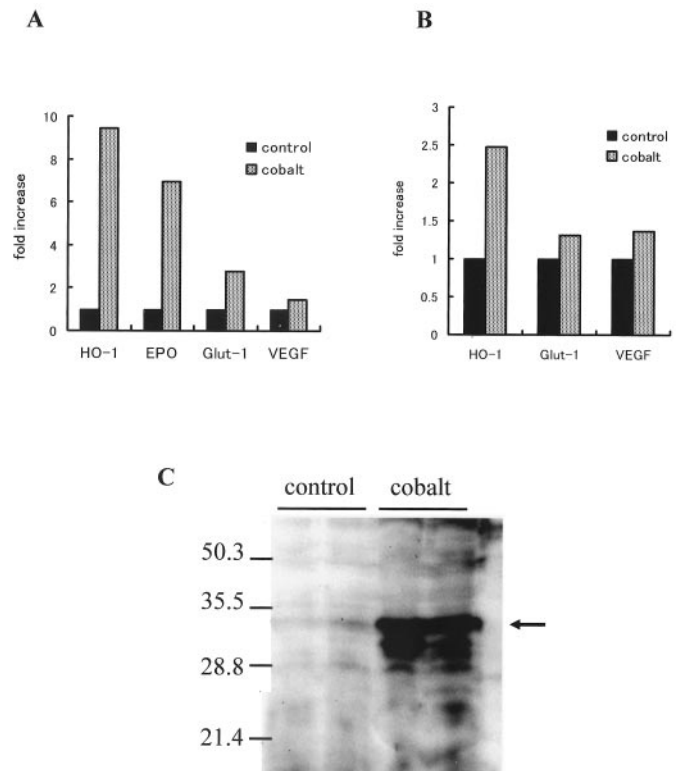 A
B
fold increase
10
8
6
4
2
0
control
cobalt
HO-1 EPO Glut-1 VEGF
fold increase
3
2.5
2
1.5
1
0.5
0
control
cobalt
HO-1 Glut-1 VEGF
C
control cobalt
50.3
35.5
28.8
21.4